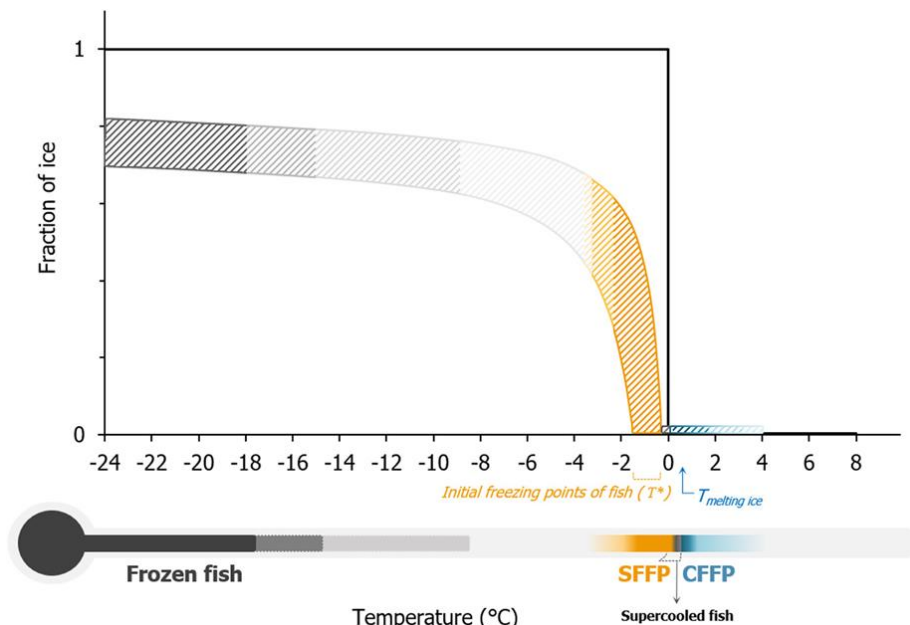 1
Fraction of ice
0
-24 -22 -20 -18 -16 -14 -12 -10 -8 -6 -4 -2 0 2 4 6 8
Initial freezing points of fish (T*)
Tmelting ice
Frozen fish
SFFP
CFFP
Supercooled fish
Temperature (°C)